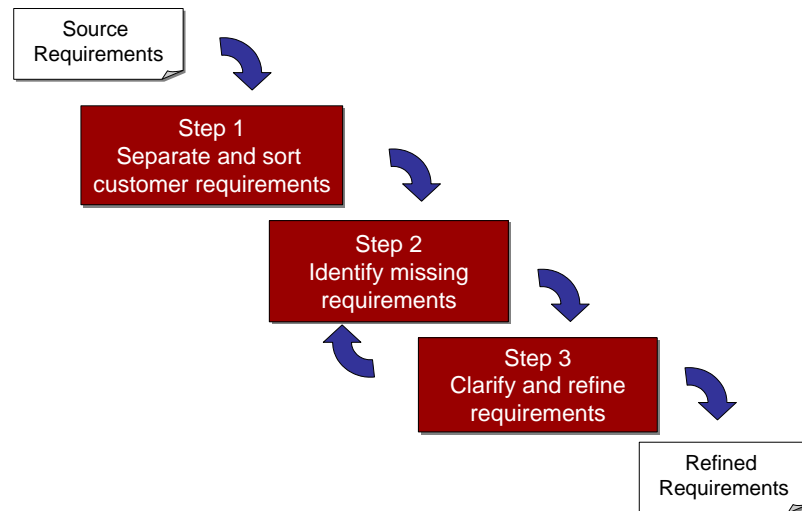 Source
Requirements
Step 1
Separate and sort
customer requirements
Step 2
Identify missing
requirements
Step 3
Clarify and refine
requirements
Refined
Requirements